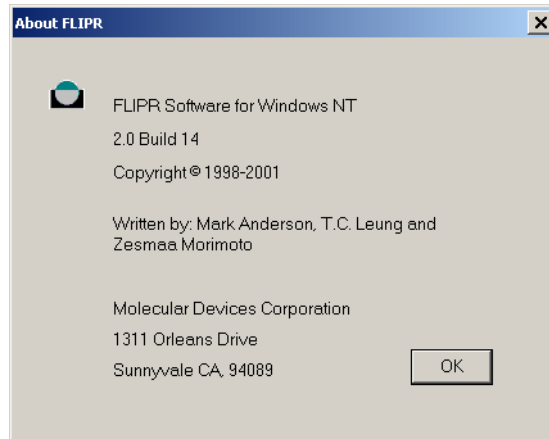 About FLIPR
FLIPR Software for Windows NT
2.0 Build 14
Copyright © 1998-2001
Written by: Mark Anderson, T.C. Leung and
Zesmaa Morimoto
Molecular Devices Corporation
1311 Orleans Drive
Sunnyvale CA, 94089
OK